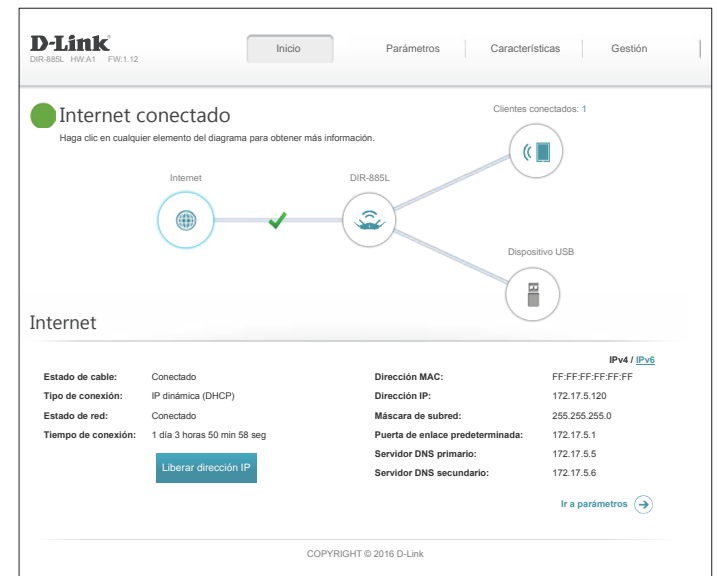 D-Link
DIR-885L HW:A1 FW:1.12
Inicio
Parámetros
Características
Gestión
Internet conectado
Haga clic en cualquier elemento del diagrama para obtener más información.
Clientes conectados: 1
Internet
DIR-885L
Dispositivo USB
Internet
IPv4 / IPv6
Estado de cable: Conectado
Dirección MAC: FF:FF:FF:FF:FF:FF
Tipo de conexión: IP dinámica (DHCP)
Dirección IP: 172.17.5.120
Estado de red: Conectado
Máscara de subred: 255.255.255.0
Tiempo de conexión: 1 día 3 horas 50 min 58 seg
Puerta de enlace predeterminada: 172.17.5.1
Servidor DNS primario: 172.17.5.5
Liberar dirección IP
Servidor DNS secundario: 172.17.5.6
Ir a parámetros
COPYRIGHT © 2016 D-Link